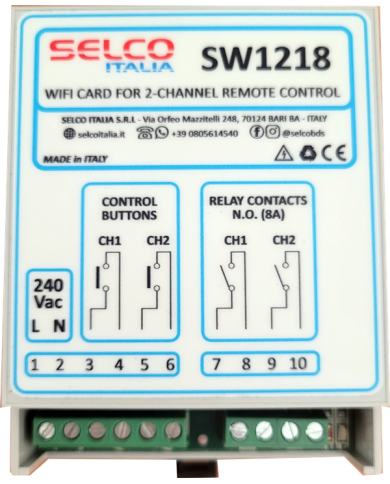 SELCO
ITALIA
SW1218
WIFI CARD FOR 2-CHANNEL REMOTE CONTROL
SELCO ITALIA S.R.L - Via Orfeo Mazzitelli 248, 70124 BARI BA - ITALY
selcoitalia.it +39 0805614540 @selcobds
MADE in ITALY
CE
CONTROL
BUTTONS
CH1 CH2
RELAY CONTACTS
N.O. (8A)
CH1 CH2
240
Vac
L N
1 2 3 4 5 6 7 8 9 10